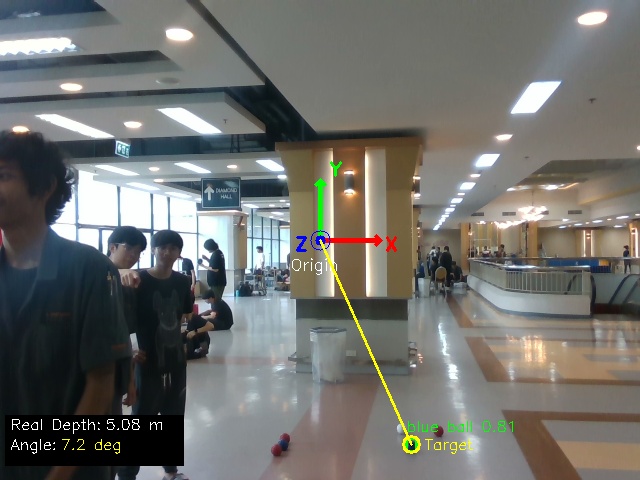 DIAMOND
HALL
Y
Z
X
Origin
blue ball 0.81
Target
Real Depth: 5.08 m
Angle: 7.2 deg